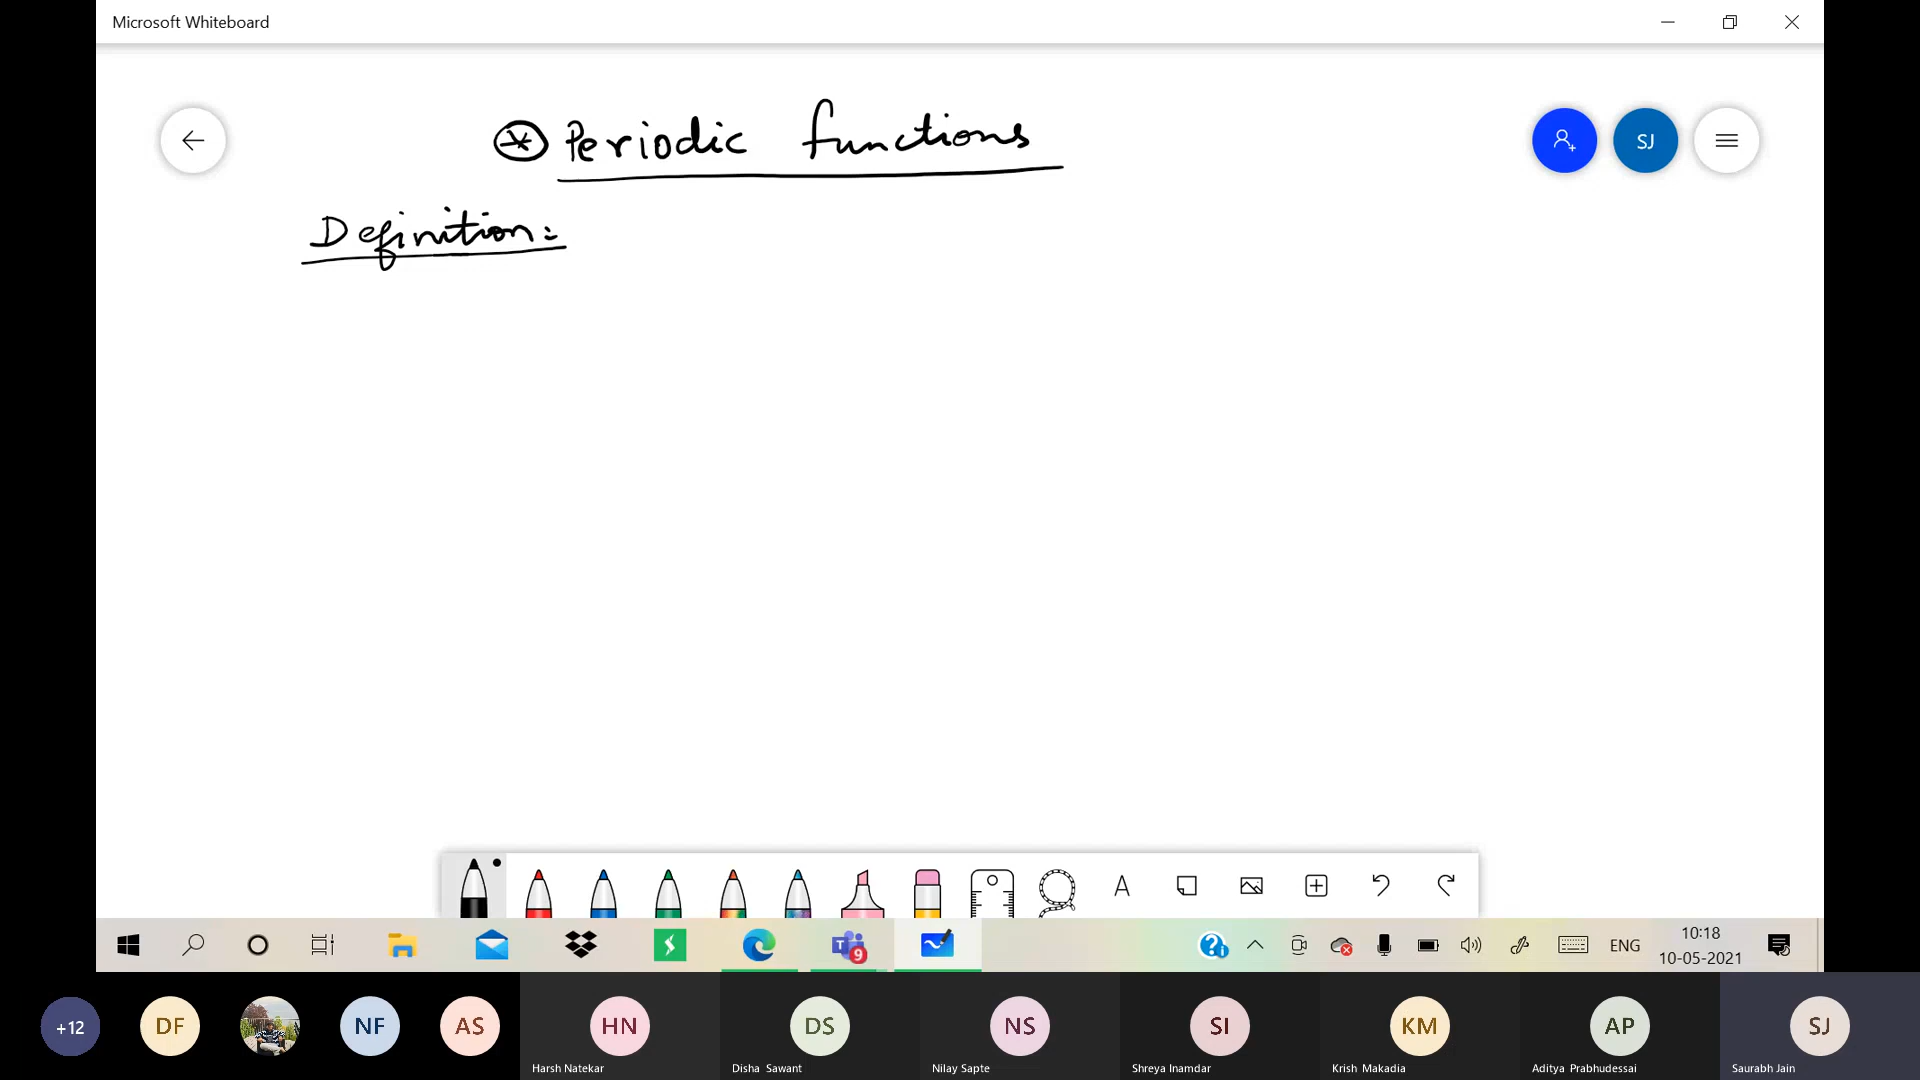 Microsoft Whiteboard
⊛ Periodic functions
Definition:
SJ
A
9
ENG
10:18
10-05-2021
+12
DF
NF
AS
HN
DS
NS
SI
KM
AP
SJ
Harsh Natekar
Disha Sawant
Nilay Sapte
Shreya Inamdar
Krish Makadia
Aditya Prabhudessai
Saurabh Jain